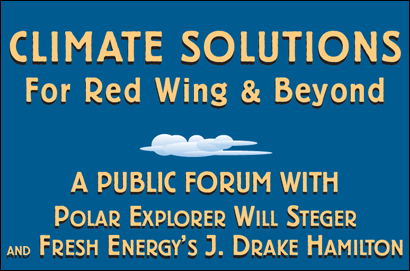 CLIMATE SOLUTIONS
For Red Wing & Beyond
A PUBLIC FORUM WITH
POLAR EXPLORER WILL STEGER
AND FRESH ENERGY'S J. DRAKE HAMILTON